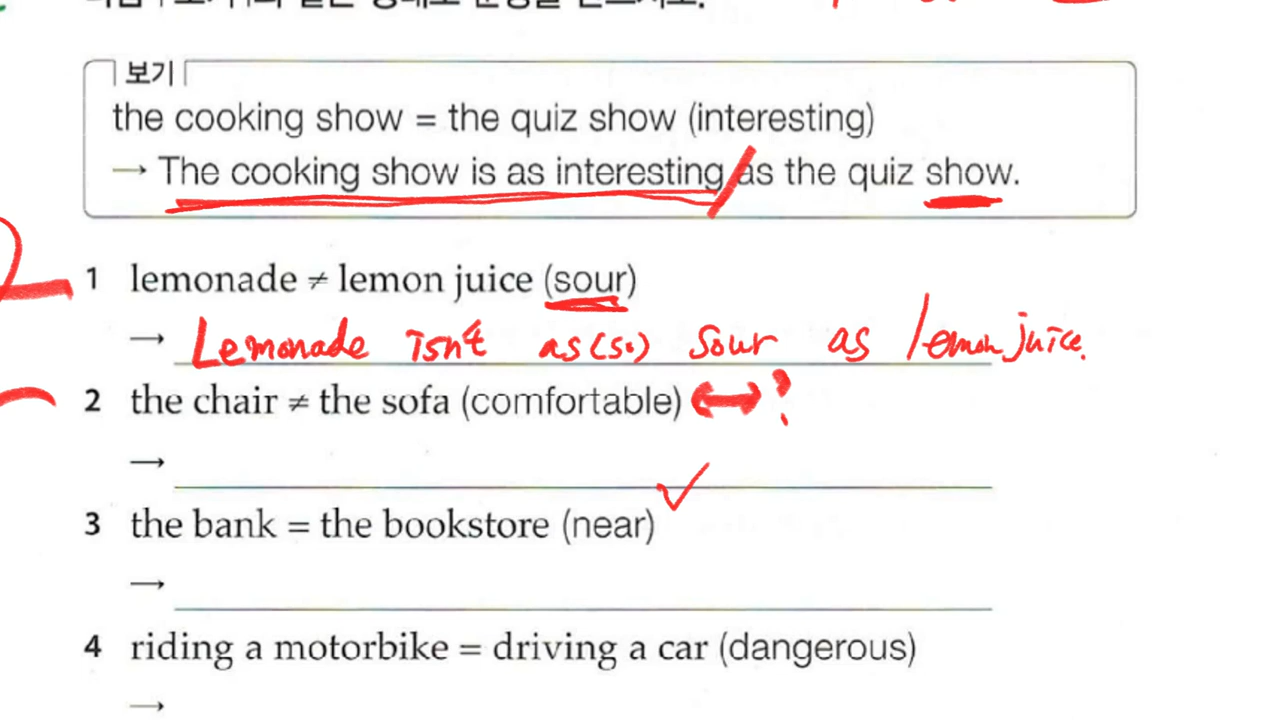 보기
the cooking show = the quiz show (interesting)
→ The cooking show is as interesting as the quiz show.
1 lemonade ≠ lemon juice (sour)
→ Lemonade isn't as(so) sour as lemon juice.
2 the chair ≠ the sofa (comfortable) ↔ ?
→
3 the bank = the bookstore (near) ✓
→
4 riding a motorbike = driving a car (dangerous)
→